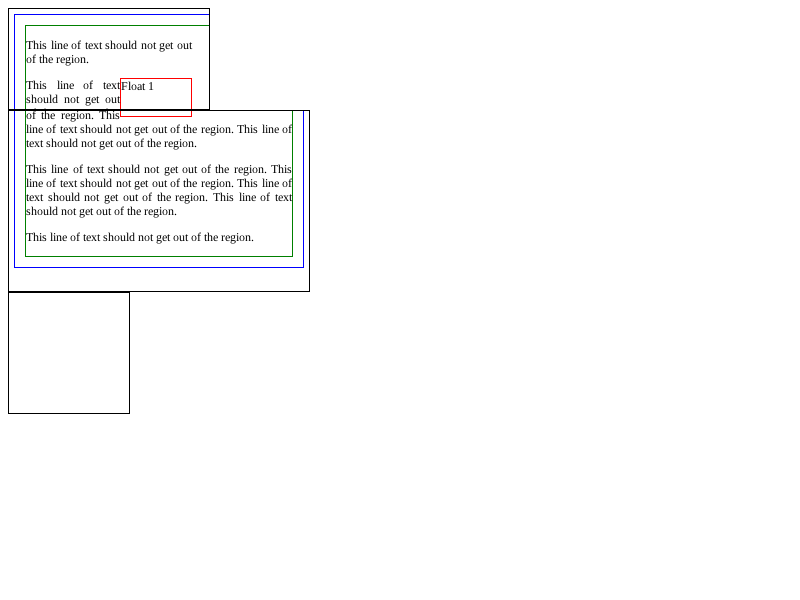 This line of text should not get out
of the region.
This line of text
Float 1
should not get out
of the region. This
line of text should not get out of the region. This line of
text should not get out of the region.
This line of text should not get out of the region. This
line of text should not get out of the region. This line of
text should not get out of the region. This line of text
should not get out of the region.
This line of text should not get out of the region.